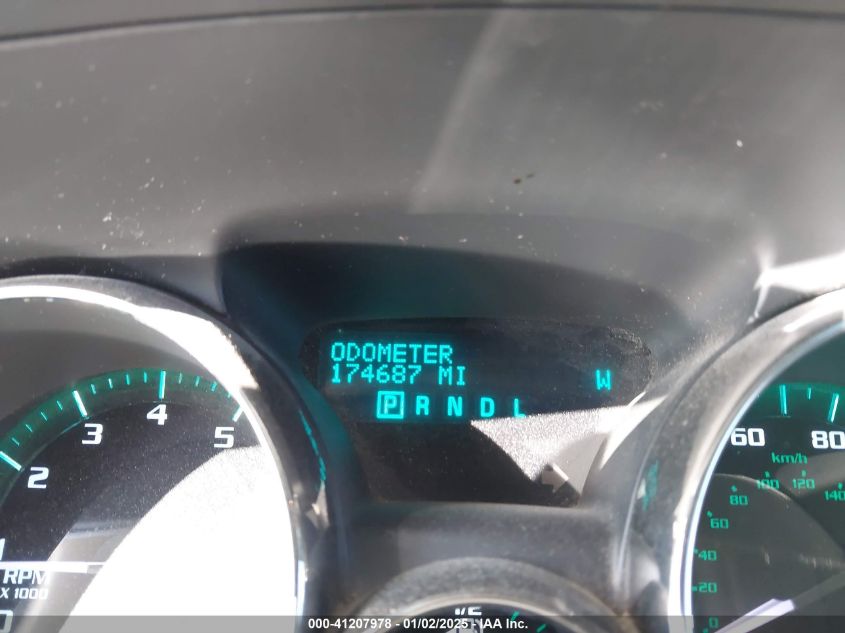 ODOMETER
174687 MI
W
P R N D L
2 3 4 5
RPM
X 1000
60 80
km/h
20 40 60 80 100 120 140
0
000-41207978 - 01/02/2025 - IAA Inc.